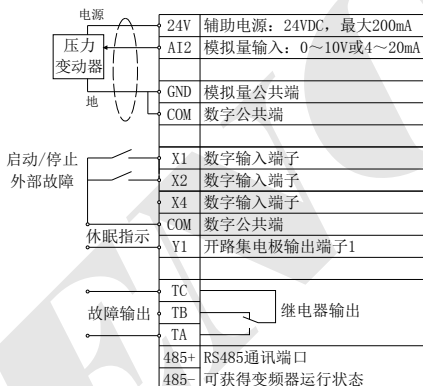 电源
压力
变动器
地
24V 辅助电源：24VDC，最大200mA
AI2 模拟量输入：0～10V或4～20mA
GND 模拟量公共端
COM 数字公共端
启动/停止
外部故障
X1 数字输入端子
X2 数字输入端子
X4 数字输入端子
COM 数字公共端
休眠指示
Y1 开路集电极输出端子1
故障输出
TC
TB
TA
继电器输出
485+ RS485通讯端口
485- 可获得变频器运行状态